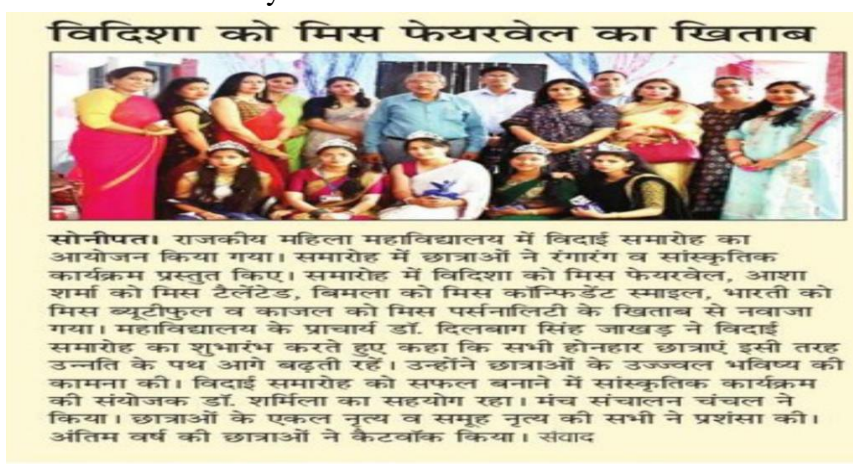 विदिशा को मिस फेयरवेल का खिताब
सोनीपत। राजकीय महिला महाविद्यालय में विदाई समारोह का
आयोजन किया गया। समारोह में छात्राओं ने रंगारंग व सांस्कृतिक
कार्यक्रम प्रस्तुत किए। समारोह में विदिशा को मिस फेयरवेल, आशा
शर्मा को मिस टैलेंटेड, बिमला को मिस कॉन्फिडेंट स्माइल, भारती को
मिस ब्यूटीफुल व काजल को मिस पर्सनालिटी के खिताब से नवाजा
गया। महाविद्यालय के प्राचार्य डॉ. दिलबाग सिंह जाखड़ ने विदाई
समारोह का शुभारंभ करते हुए कहा कि सभी होनहार छात्राएं इसी तरह
उन्नति के पथ आगे बढ़ती रहें। उन्होंने छात्राओं के उज्ज्वल भविष्य की
कामना की। विदाई समारोह को सफल बनाने में सांस्कृतिक कार्यक्रम
की संयोजक डॉ. शर्मिला का सहयोग रहा। मंच संचालन चंचल ने
किया। छात्राओं के एकल नृत्य व समूह नृत्य की सभी ने प्रशंसा की।
अंतिम वर्ष की छात्राओं ने कैटवॉक किया। संवाद